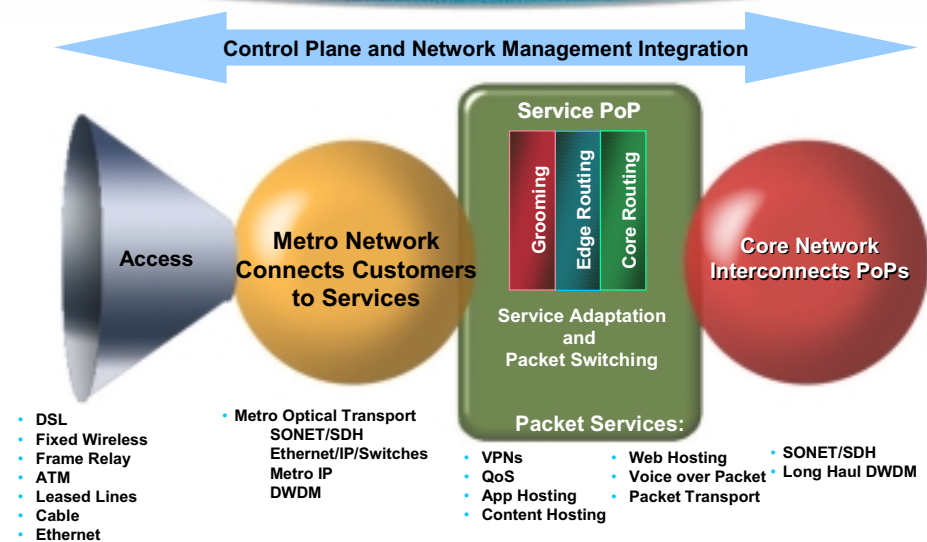 Control Plane and Network Management Integration
Service PoP
Grooming
Edge Routing
Core Routing
Access
Metro Network
Connects Customers
to Services
Service Adaptation
and
Packet Switching
Core Network
Interconnects PoPs
• DSL
• Fixed Wireless
• Frame Relay
• ATM
• Leased Lines
• Cable
• Ethernet
• Metro Optical Transport
SONET/SDH
Ethernet/IP/Switches
Metro IP
DWDM
Packet Services:
• VPNs
• QoS
• App Hosting
• Content Hosting
• Web Hosting
• Voice over Packet
• Packet Transport
• SONET/SDH
• Long Haul DWDM